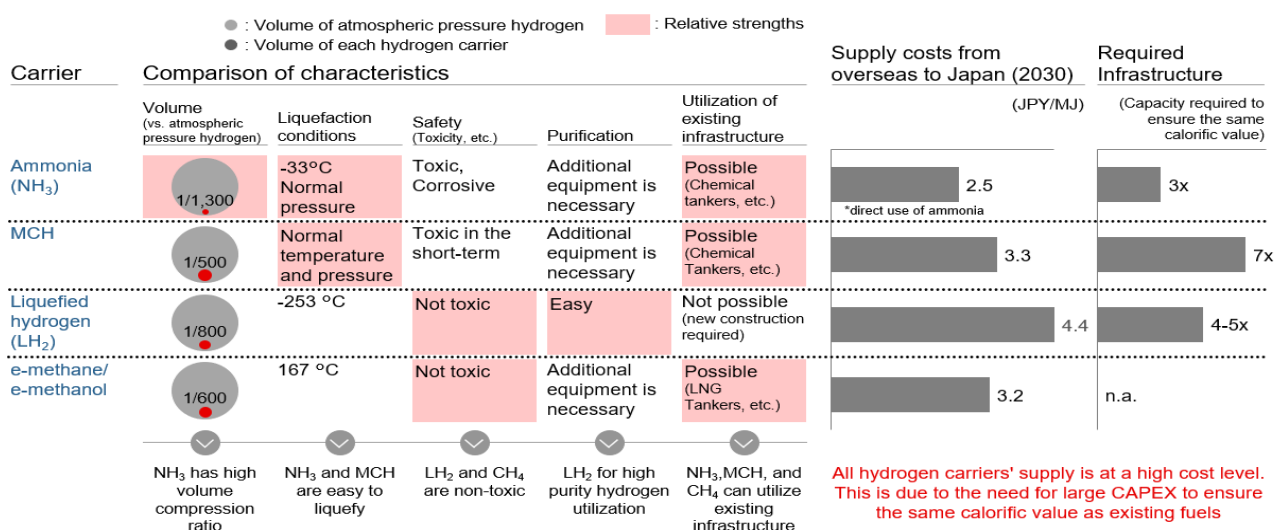 : Volume of atmospheric pressure hydrogen
: Relative strengths
: Volume of each hydrogen carrier
Carrier
Comparison of characteristics
Supply costs from
overseas to Japan (2030)
(JPY/MJ)
Required
Infrastructure
(Capacity required to
ensure the same
calorific value)
Volume
(vs. atmospheric
pressure hydrogen)
Liquefaction
conditions
Safety
(Toxicity, etc.)
Purification
Utilization of
existing
infrastructure
Ammonia
(NH₃)
1/1,300
-33°C
Normal
pressure
Toxic,
Corrosive
Additional
equipment is
necessary
Possible
(Chemical
tankers, etc.)
2.5
*direct use of ammonia
3x
MCH
1/500
Normal
temperature
and pressure
Toxic in the
short-term
Additional
equipment is
necessary
Possible
(Chemical
Tankers, etc.)
3.3
7x
Liquefied
hydrogen
(LH₂)
1/800
-253 °C
Not toxic
Easy
Not possible
(new construction
required)
4.4
4-5x
e-methane/
e-methanol
1/600
167 °C
Not toxic
Additional
equipment is
necessary
Possible
(LNG
Tankers, etc.)
3.2
n.a.
NH₃ has high
volume
compression
ratio
NH₃ and MCH
are easy to
liquefy
LH₂ and CH₄
are non-toxic
LH₂ for high
purity hydrogen
utilization
NH₃,MCH, and
CH₄ can utilize
existing
infrastructure
All hydrogen carriers' supply is at a high cost level.
This is due to the need for large CAPEX to ensure
the same calorific value as existing fuels